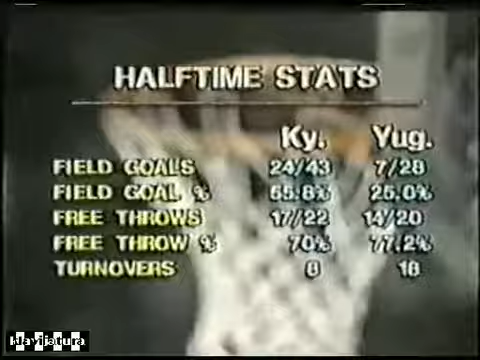 HALFTIME STATS
Ky. Yug.
FIELD GOALS 24/43 7/28
FIELD GOAL % 55.8% 25.0%
FREE THROWS 17/22 14/20
FREE THROW % 70% 77.2%
TURNOVERS 8 18
Klavijatura